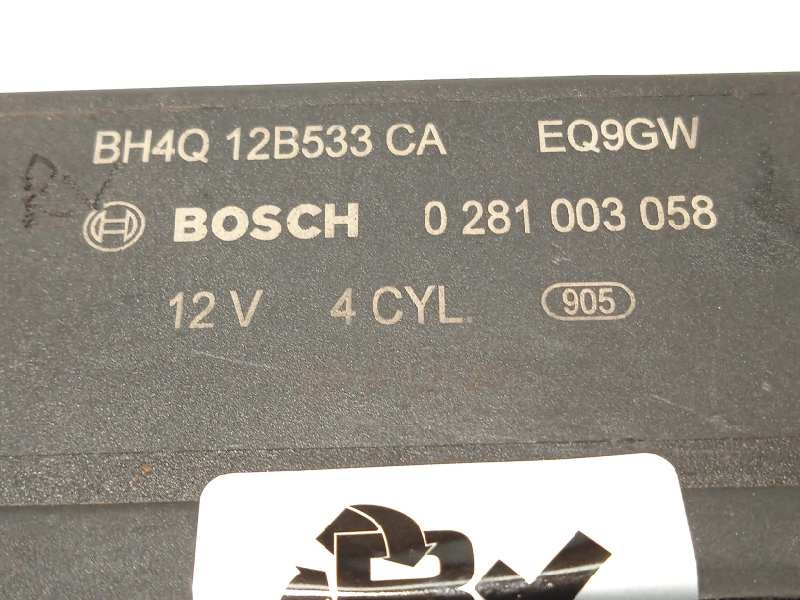 BH4Q 12B533 CA EQ9GW
BOSCH 0 281 003 058
12 V 4 CYL. 905